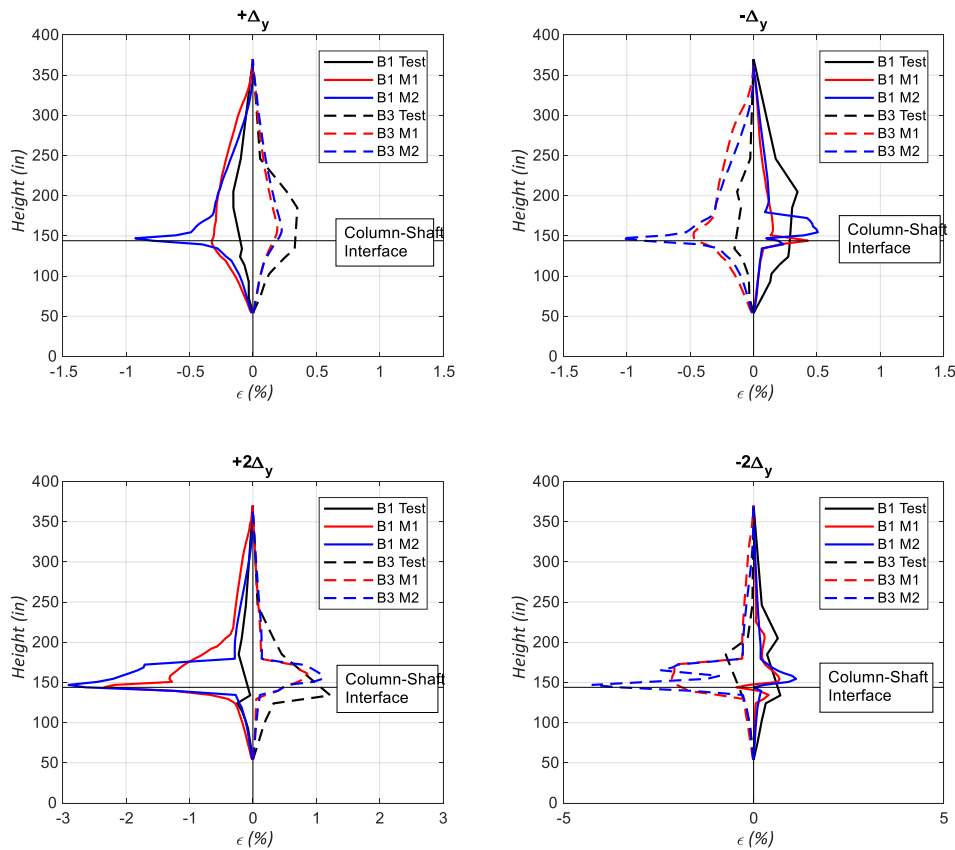 +Δy
400
350
300
250
200
150
100
50
0
Height (in)
-1.5 -1 -0.5 0 0.5 1 1.5
ϵ (%)
B1 Test
B1 M1
B1 M2
B3 Test
B3 M1
B3 M2
Column-Shaft
Interface
-Δy
400
350
300
250
200
150
100
50
0
Height (in)
-1.5 -1 -0.5 0 0.5 1 1.5
ϵ (%)
B1 Test
B1 M1
B1 M2
B3 Test
B3 M1
B3 M2
Column-Shaft
Interface
+2Δy
400
350
300
250
200
150
100
50
0
Height (in)
-3 -2 -1 0 1 2 3
ϵ (%)
B1 Test
B1 M1
B1 M2
B3 Test
B3 M1
B3 M2
Column-Shaft
Interface
-2Δy
400
350
300
250
200
150
100
50
0
Height (in)
-5 0 5
ϵ (%)
B1 Test
B1 M1
B1 M2
B3 Test
B3 M1
B3 M2
Column-Shaft
Interface